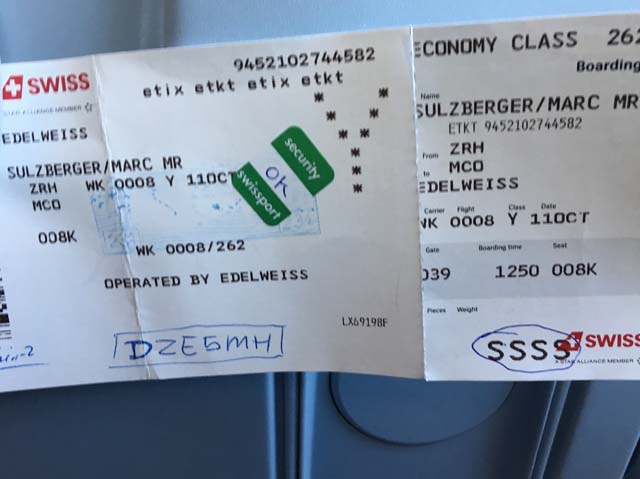 9452102744582
etix etkt etix etkt
SWISS
STAR ALLIANCE MEMBER
EDELWEISS
SULZBERGER/MARC MR
ZRH WK 0008 Y 11OCT
MCO
008K
WK 0008/262
OPERATED BY EDELWEISS
LX69198F
DZE5MH
security
OK
swissport
ECONOMY CLASS 262
Boarding
Name
SULZBERGER/MARC MR
ETKT 9452102744582
From ZRH
to MCO
EDELWEISS
Carrier Flight Class Date
WK 0008 Y 11OCT
Gate Boarding time Seat
039 1250 008K
Pieces Weight
SSSS
SWISS
A STAR ALLIANCE MEMBER